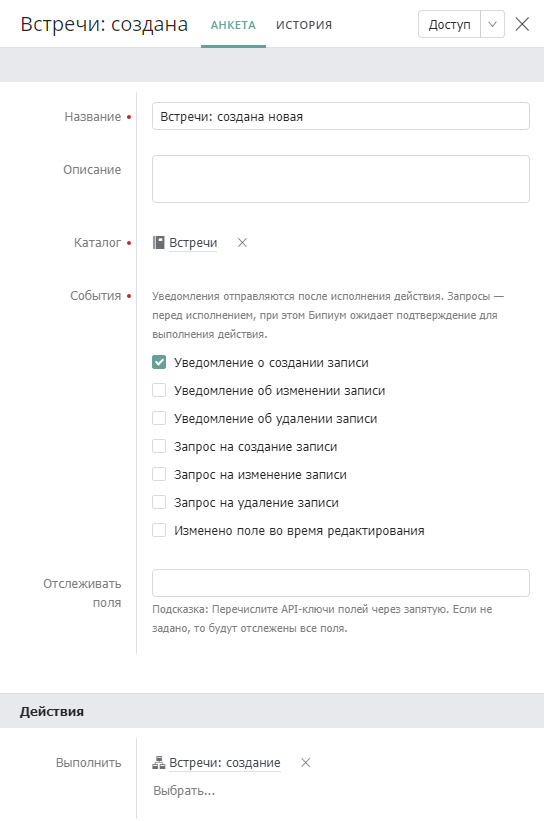 Встречи: создана АНКЕТА ИСТОРИЯ Доступ
Название Встречи: создана новая
Описание
Каталог Встречи
События Уведомления отправляются после исполнения действия. Запросы —
перед исполнением, при этом Бипиум ожидает подтверждение для
выполнения действия.
Уведомление о создании записи
Уведомление об изменении записи
Уведомление об удалении записи
Запрос на создание записи
Запрос на изменение записи
Запрос на удаление записи
Изменено поле во время редактирования
Отслеживать
поля
Подсказка: Перечислите API-ключи полей через запятую. Если не
задано, то будут отслежены все поля.
Действия
Выполнить Встречи: создание
Выбрать...